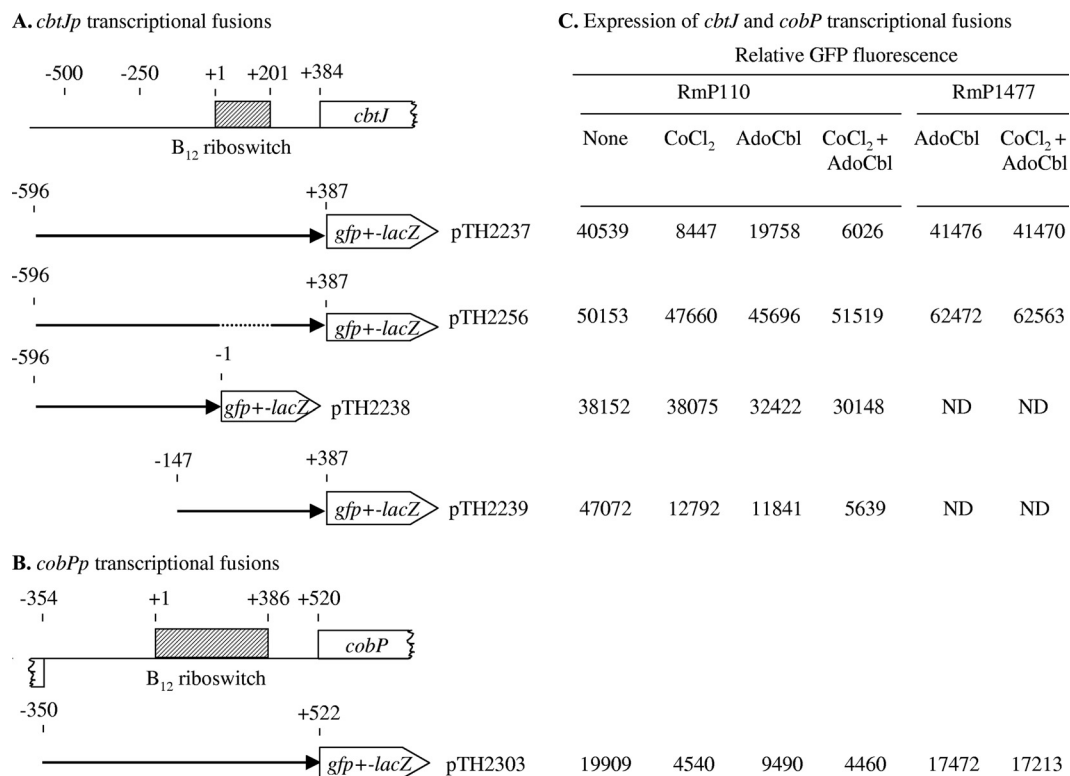 A. cbtJp transcriptional fusions
-500 -250 +1 +201 +384
cbtJ
B12 riboswitch
-596 +387
gfp+-lacZ pTH2237
-596 +387
gfp+-lacZ pTH2256
-596 -1
gfp+-lacZ pTH2238
-147 +387
gfp+-lacZ pTH2239
B. cobPp transcriptional fusions
-354 +1 +386 +520
cobP
B12 riboswitch
-350 +522
gfp+-lacZ pTH2303
C. Expression of cbtJ and cobP transcriptional fusions
Relative GFP fluorescence
RmP110 RmP1477
None CoCl2 AdoCbl CoCl2 + AdoCbl AdoCbl CoCl2 + AdoCbl
40539 8447 19758 6026 41476 41470
50153 47660 45696 51519 62472 62563
38152 38075 32422 30148 ND ND
47072 12792 11841 5639 ND ND
19909 4540 9490 4460 17472 17213